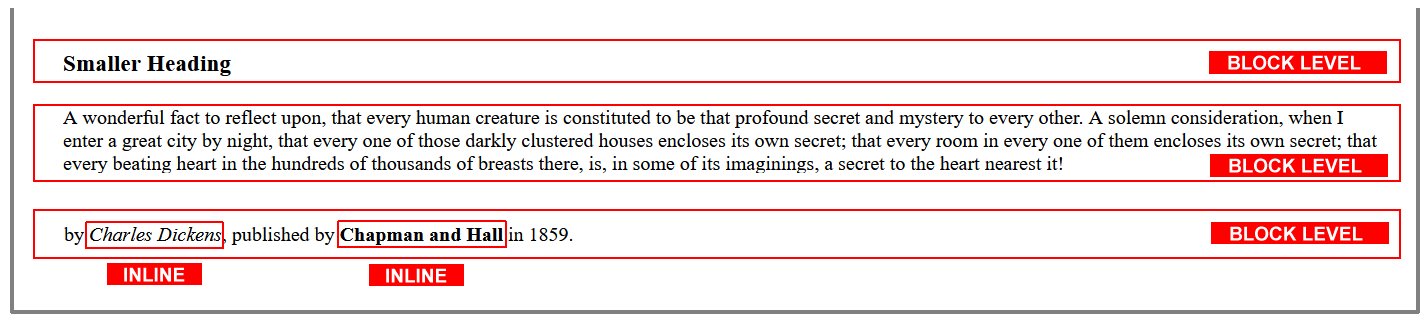 Smaller Heading
BLOCK LEVEL
A wonderful fact to reflect upon, that every human creature is constituted to be that profound secret and mystery to every other. A solemn consideration, when I
enter a great city by night, that every one of those darkly clustered houses encloses its own secret; that every room in every one of them encloses its own secret; that
every beating heart in the hundreds of thousands of breasts there, is, in some of its imaginings, a secret to the heart nearest it!
BLOCK LEVEL
by Charles Dickens, published by Chapman and Hall in 1859.
BLOCK LEVEL
INLINE
INLINE